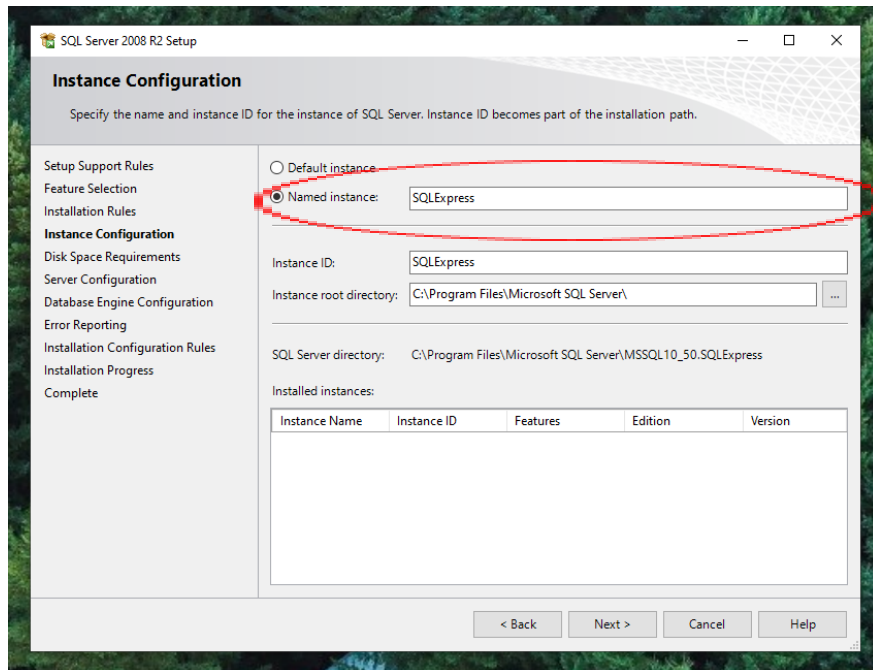 SQL Server 2008 R2 Setup
Instance Configuration
Specify the name and instance ID for the instance of SQL Server. Instance ID becomes part of the installation path.
Setup Support Rules
Feature Selection
Installation Rules
Instance Configuration
Disk Space Requirements
Server Configuration
Database Engine Configuration
Error Reporting
Installation Configuration Rules
Installation Progress
Complete
Default instance
Named instance: SQLExpress
Instance ID: SQLExpress
Instance root directory: C:\Program Files\Microsoft SQL Server\ ...
SQL Server directory: C:\Program Files\Microsoft SQL Server\MSSQL10_50.SQLExpress
Installed instances:
Instance Name Instance ID Features Edition Version
< Back Next > Cancel Help